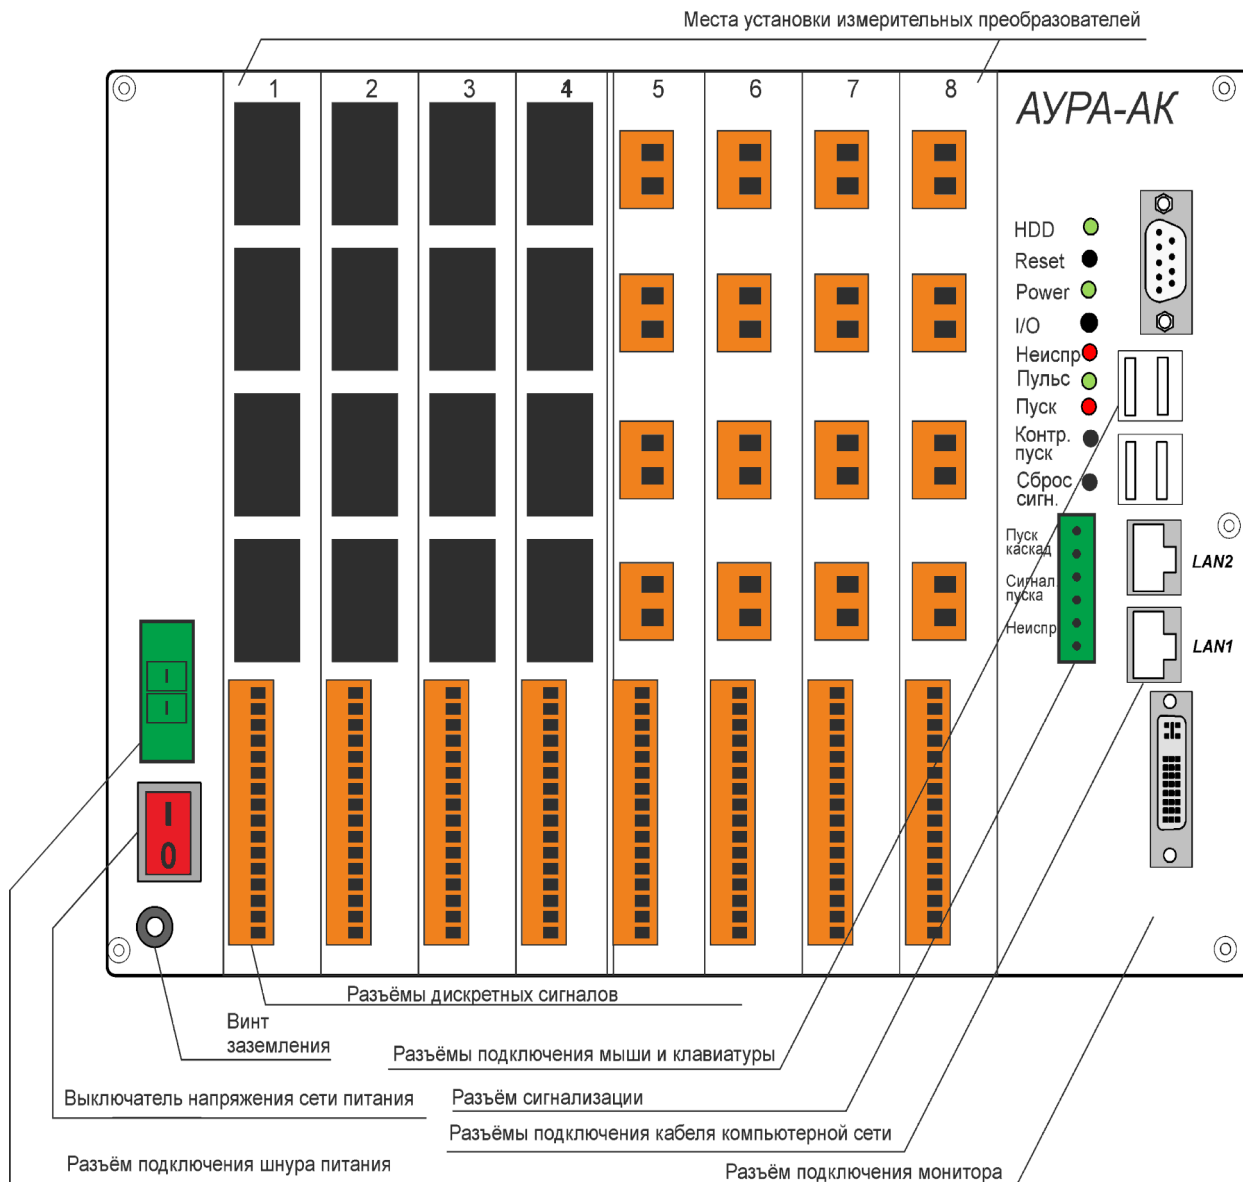 Места установки измерительных преобразователей
1 2 3 4 5 6 7 8
АУРА-АК
HDD
Reset
Power
I/O
Неиспр
Пульс
Пуск
Контр.
пуск
Сброс
сигн.
Пуск
каскад
Сигнал.
пуска
Неиспр
LAN2
LAN1
I
0
Разъёмы дискретных сигналов
Винт
заземления
Разъёмы подключения мыши и клавиатуры
Выключатель напряжения сети питания
Разъём сигнализации
Разъёмы подключения кабеля компьютерной сети
Разъём подключения шнура питания
Разъём подключения монитора